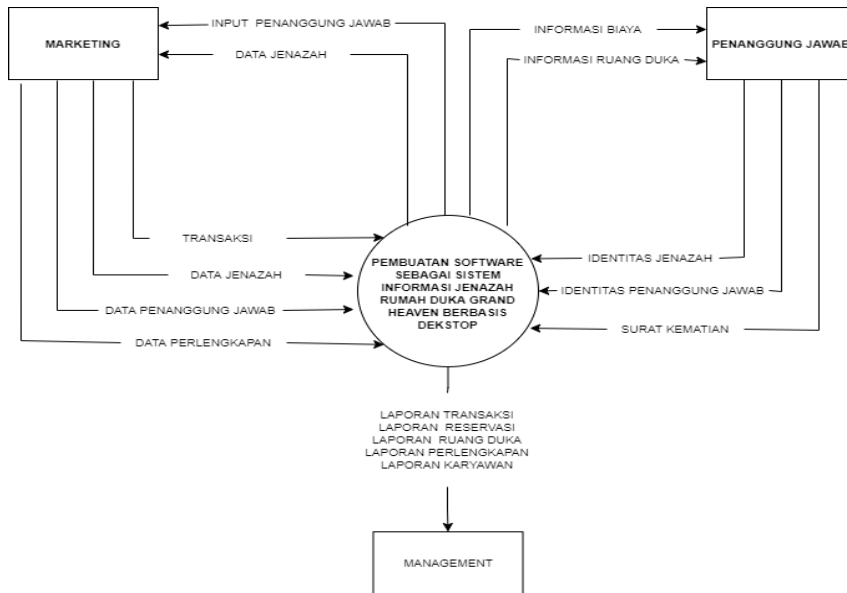 MARKETING
INPUT PENANGGUNG JAWAB
DATA JENAZAH
INFORMASI BIAYA
INFORMASI RUANG DUKA
PENANGGUNG JAWAB
TRANSAKSI
DATA JENAZAH
DATA PENANGGUNG JAWAB
DATA PERLENGKAPAN
PEMBUATAN SOFTWARE
SEBAGAI SISTEM
INFORMASI JENAZAH
RUMAH DUKA GRAND
HEAVEN BERBASIS
DEKSTOP
IDENTITAS JENAZAH
IDENTITAS PENANGGUNG JAWAB
SURAT KEMATIAN
LAPORAN TRANSAKSI
LAPORAN RESERVASI
LAPORAN RUANG DUKA
LAPORAN PERLENGKAPAN
LAPORAN KARYAWAN
MANAGEMENT